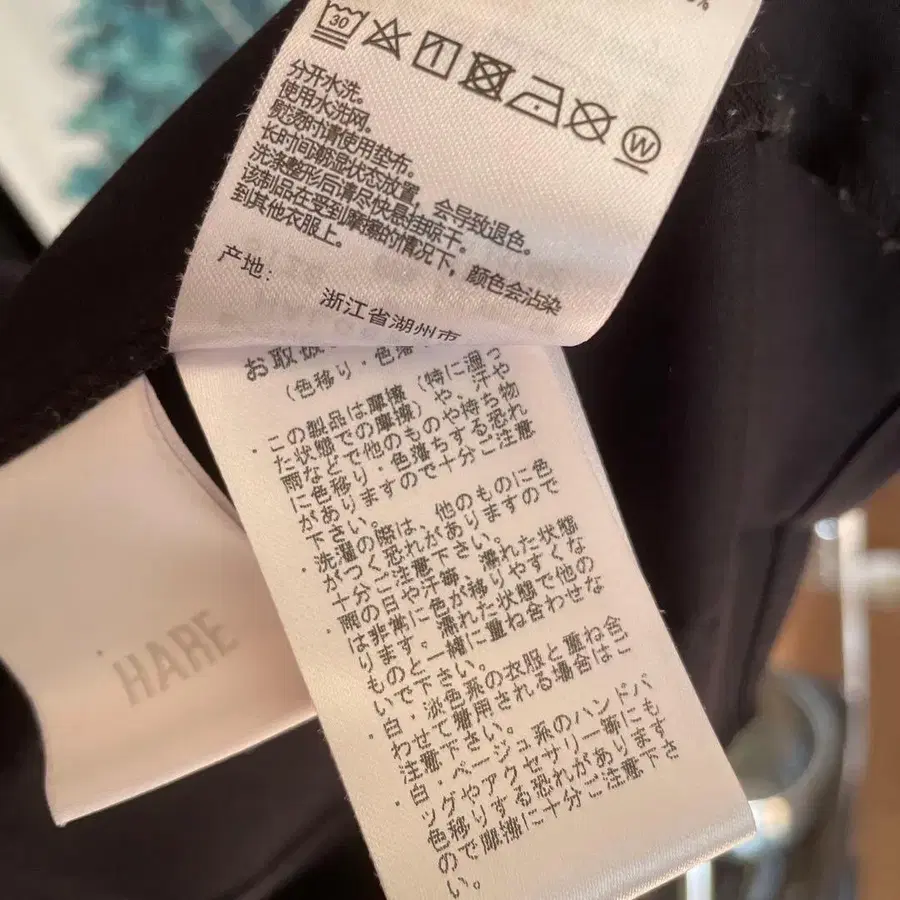 30
W
分开水洗。
使用水洗网。
熨烫时请使用垫布。
长时间潮湿状态放置，会导致退色。
洗涤整形后请尽快悬挂晾干。
该制品在受到摩擦的情况下，颜色会沾染
到其他衣服上。
产地：
浙江省湖州市
お取扱
（色移り・色落
・この製品は摩擦（特に湿っ
た状態での摩擦）や、汗や
雨などで他のものや持ち物
に色移り・色落ちする恐れ
がありますので十分ご注意
下さい。
・洗濯の際は、他のものに色
がつく恐れがありますので
十分ご注意下さい。
・雨の日や汗等、濡れた状態
は非常に色が移りやすくな
ります。濡れた状態で他の
ものと一緒に重ね合わせな
いで下さい。
・白・淡色系の衣服と重ね合
わせて着用される場合はご
注意下さい。
・白・ベージュ系のハンドバ
ッグやアクセサリー等にも
色移りする恐れがあります
ので摩擦に十分ご注意下さ
い。
HARE